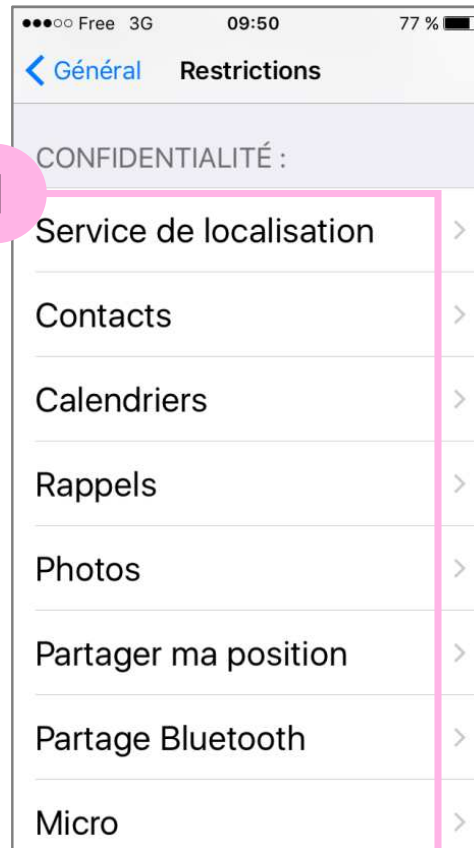 Free 3G 09:50 77 %
Général Restrictions
CONFIDENTIALITÉ :
Service de localisation
Contacts
Calendriers
Rappels
Photos
Partager ma position
Partage Bluetooth
Micro